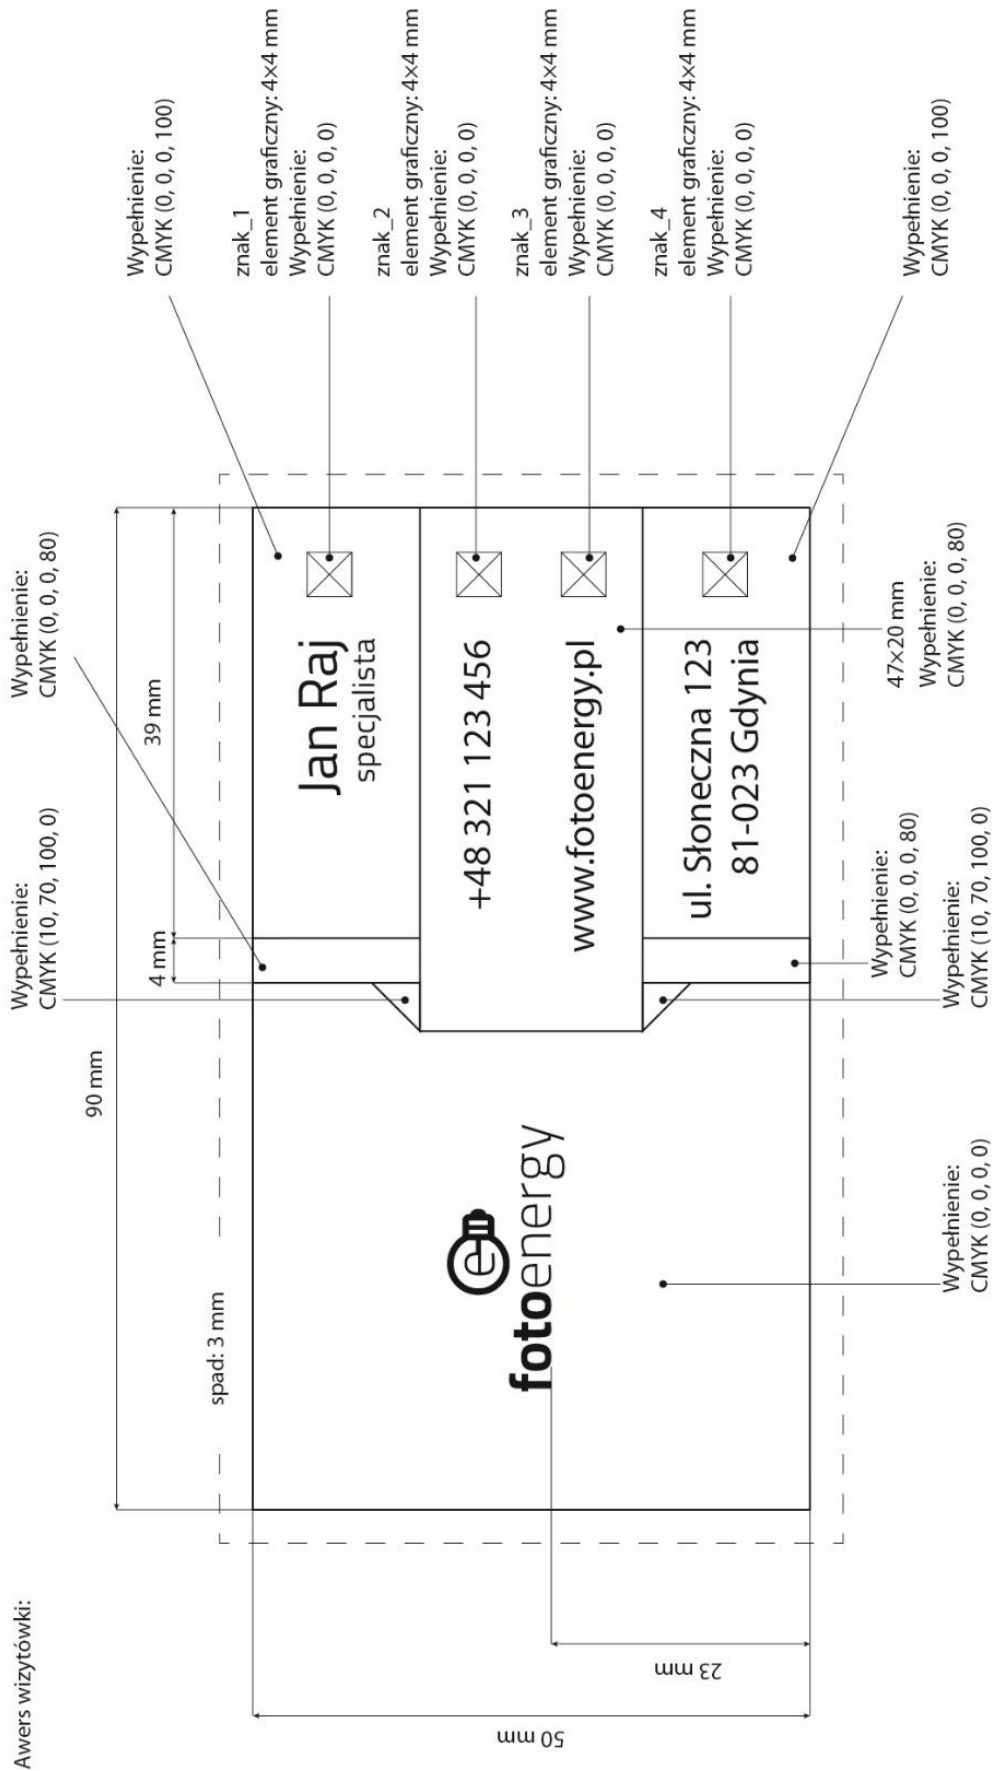 Awers wizytówki:
Wypełnienie:
CMYK (10, 70, 100, 0)
Wypełnienie:
CMYK (0, 0, 0, 80)
90 mm
4 mm
39 mm
Wypełnienie:
CMYK (0, 0, 0, 100)
spad: 3 mm
znak_1
element graficzny: 4×4 mm
Wypełnienie:
CMYK (0, 0, 0, 0)
Jan Raj
specjalista
znak_2
element graficzny: 4×4 mm
Wypełnienie:
CMYK (0, 0, 0, 0)
+48 321 123 456
e
fotoenergy
znak_3
element graficzny: 4×4 mm
Wypełnienie:
CMYK (0, 0, 0, 0)
www.fotoenergy.pl
50 mm
23 mm
znak_4
element graficzny: 4×4 mm
Wypełnienie:
CMYK (0, 0, 0, 0)
ul. Słoneczna 123
81-023 Gdynia
Wypełnienie:
CMYK (0, 0, 0, 80)
47×20 mm
Wypełnienie:
CMYK (0, 0, 0, 80)
Wypełnienie:
CMYK (0, 0, 0, 100)
Wypełnienie:
CMYK (0, 0, 0, 0)
Wypełnienie:
CMYK (10, 70, 100, 0)